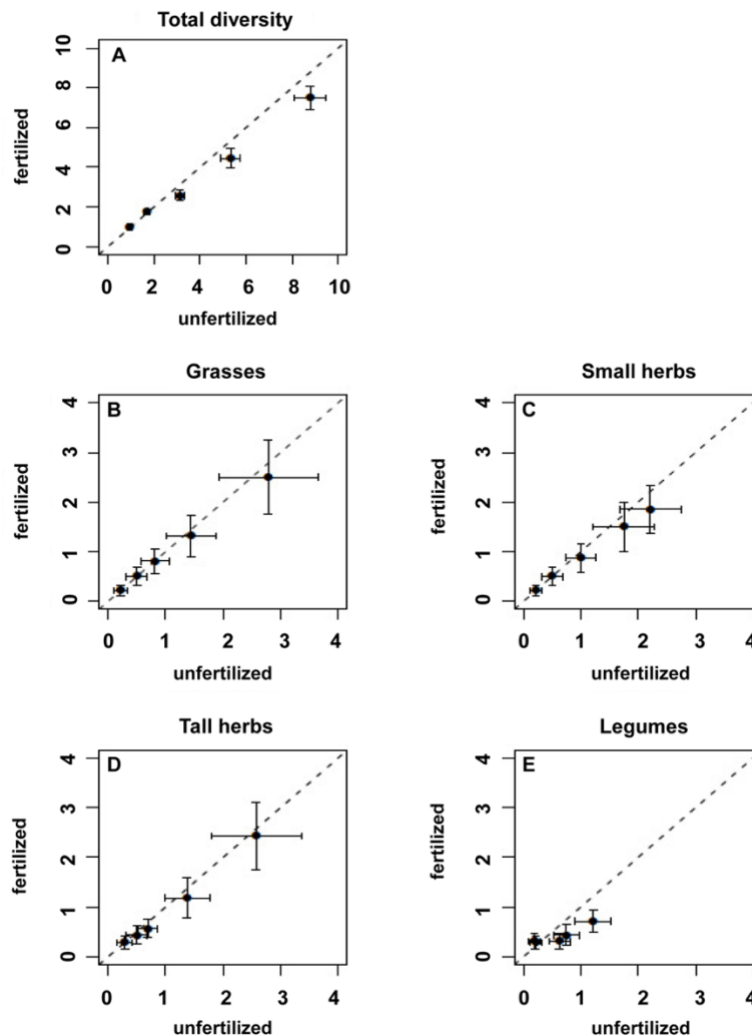 Total diversity
A
10
8
6
4
2
0
fertilized
0 2 4 6 8 10
unfertilized
Grasses
B
4
3
2
1
0
fertilized
0 1 2 3 4
unfertilized
Small herbs
C
4
3
2
1
0
fertilized
0 1 2 3 4
unfertilized
Tall herbs
D
4
3
2
1
0
fertilized
0 1 2 3 4
unfertilized
Legumes
E
4
3
2
1
0
fertilized
0 1 2 3 4
unfertilized